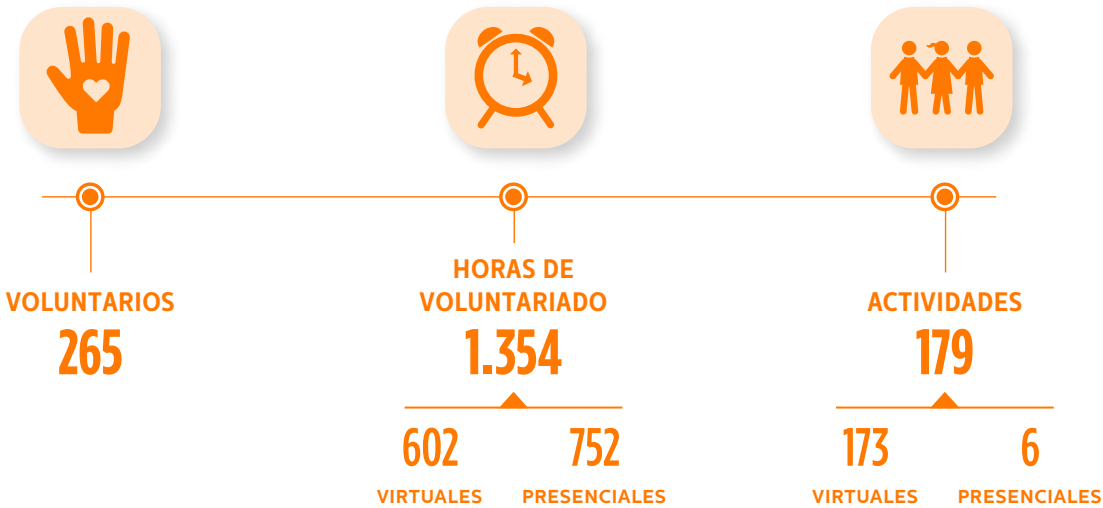 VOLUNTARIOS
265
HORAS DE
VOLUNTARIADO
1.354
602
VIRTUALES
752
PRESENCIALES
ACTIVIDADES
179
173
VIRTUALES
6
PRESENCIALES